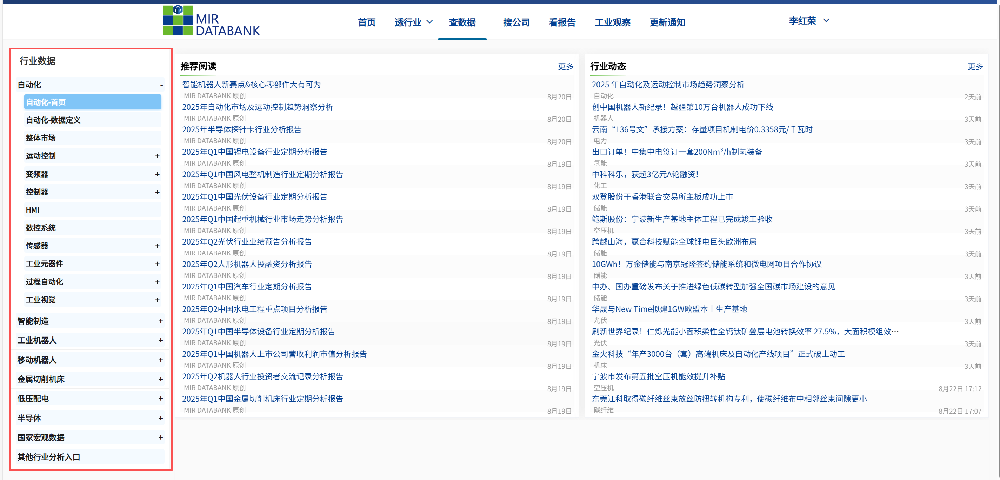 MIR
MIR
DATABANK
首页
透行业
查数据
搜公司
看报告
工业观察
更新通知
李红荣
行业数据
自动化 -
自动化-首页
自动化-数据定义
整体市场
运动控制 +
变频器 +
控制器 +
HMI
数控系统
传感器 +
工业元器件 +
过程自动化 +
工业视觉 +
智能制造 +
工业机器人 +
移动机器人 +
金属切削机床 +
低压配电 +
半导体 +
国家宏观数据 +
其他行业分析入口
推荐阅读 更多
智能机器人新赛点&核心零部件大有可为
MIR DATABANK 原创 8月20日
2025年自动化市场及运动控制趋势洞察分析
MIR DATABANK 原创 8月20日
2025年半导体探针卡行业分析报告
MIR DATABANK 原创 8月20日
2025年Q1中国锂电设备行业定期分析报告
MIR DATABANK 原创 8月19日
2025年Q1中国风电整机制造行业定期分析报告
MIR DATABANK 原创 8月19日
2025年Q1中国光伏设备行业定期分析报告
MIR DATABANK 原创 8月19日
2025年Q1中国起重机械行业市场走势分析报告
MIR DATABANK 原创 8月19日
2025年Q2光伏行业业绩预告分析报告
MIR DATABANK 原创 8月19日
2025年Q2人形机器人投融资分析报告
MIR DATABANK 原创 8月19日
2025年Q1中国汽车行业定期分析报告
MIR DATABANK 原创 8月19日
2025年Q2中国水电工程重点项目分析报告
MIR DATABANK 原创 8月19日
2025年Q1中国半导体设备行业定期分析报告
MIR DATABANK 原创 8月19日
2025年Q1中国机器人上市公司营收利润市值分析报告
MIR DATABANK 原创 8月19日
2025年Q2机器人行业投资者交流记录分析报告
MIR DATABANK 原创 8月19日
2025年Q1中国金属切削机床行业定期分析报告
MIR DATABANK 原创 8月19日
行业动态 更多
2025 年自动化及运动控制市场趋势洞察分析
自动化 2天前
创中国机器人新纪录！越疆第10万台机器人成功下线
机器人 3天前
云南“136号文”承接方案：存量项目机制电价0.3358元/千瓦时
电力 3天前
出口订单！中集中电签订一套200Nm³/h制氢装备
氢能 3天前
中科科乐，获超3亿元A轮融资！
化工 3天前
双登股份于香港联合交易所主板成功上市
储能 3天前
鲍斯股份：宁波新生产基地主体工程已完成竣工验收
空压机 3天前
跨越山海，赢合科技赋能全球锂电巨头欧洲布局
储能 3天前
10GWh！万金储能与南京冠隆签约储能系统和微电网项目合作协议
储能 3天前
中办、国办重磅发布关于推进绿色低碳转型加强全国碳市场建设的意见
储能 3天前
华晟与New Time拟建1GW欧盟本土生产基地
光伏 3天前
刷新世界纪录！仁烁光能小面积柔性全钙钛矿叠层电池转换效率 27.5%，大面积模组效…
光伏 3天前
金火科技“年产3000台（套）高端机床及自动化产线项目”正式破土动工
机床 3天前
宁波市发布第五批空压机能效提升补贴
空压机 8月22日 17:12
东莞江科取得碳纤维丝束放丝防扭转机构专利，使碳纤维布中相邻丝束间隙更小
碳纤维 8月22日 17:07